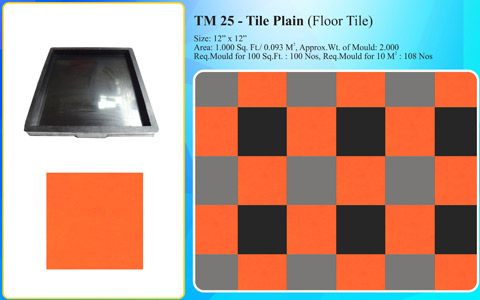 TM 25 - Tile Plain (Floor Tile)
Size: 12” x 12”
Area: 1.000 Sq. Ft./ 0.093 M², Approx.Wt. of Mould: 2.000
Req.Mould for 100 Sq.Ft. : 100 Nos, Req.Mould for 10 M² : 108 Nos